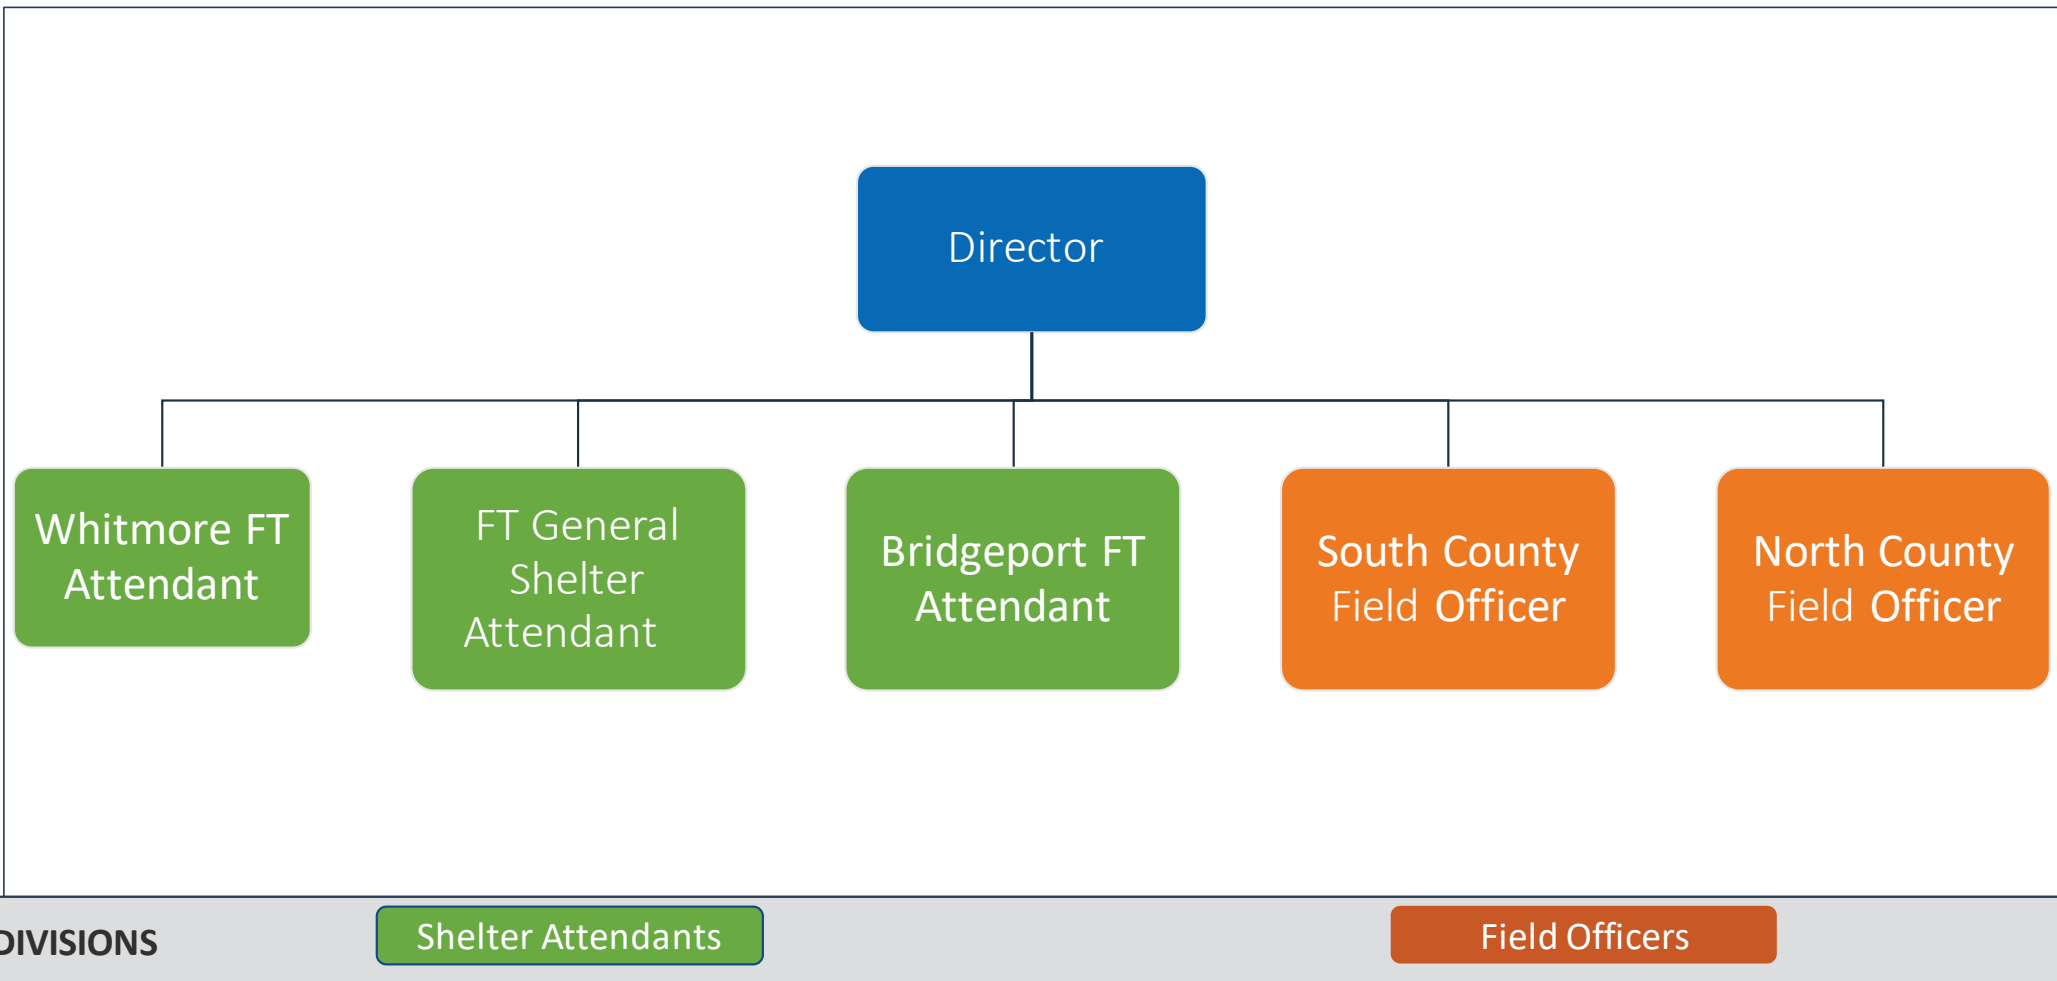 Director
Whitmore FT
Attendant
FT General
Shelter
Attendant
Bridgeport FT
Attendant
South County
Field Officer
North County
Field Officer
DIVISIONS
Shelter Attendants
Field Officers